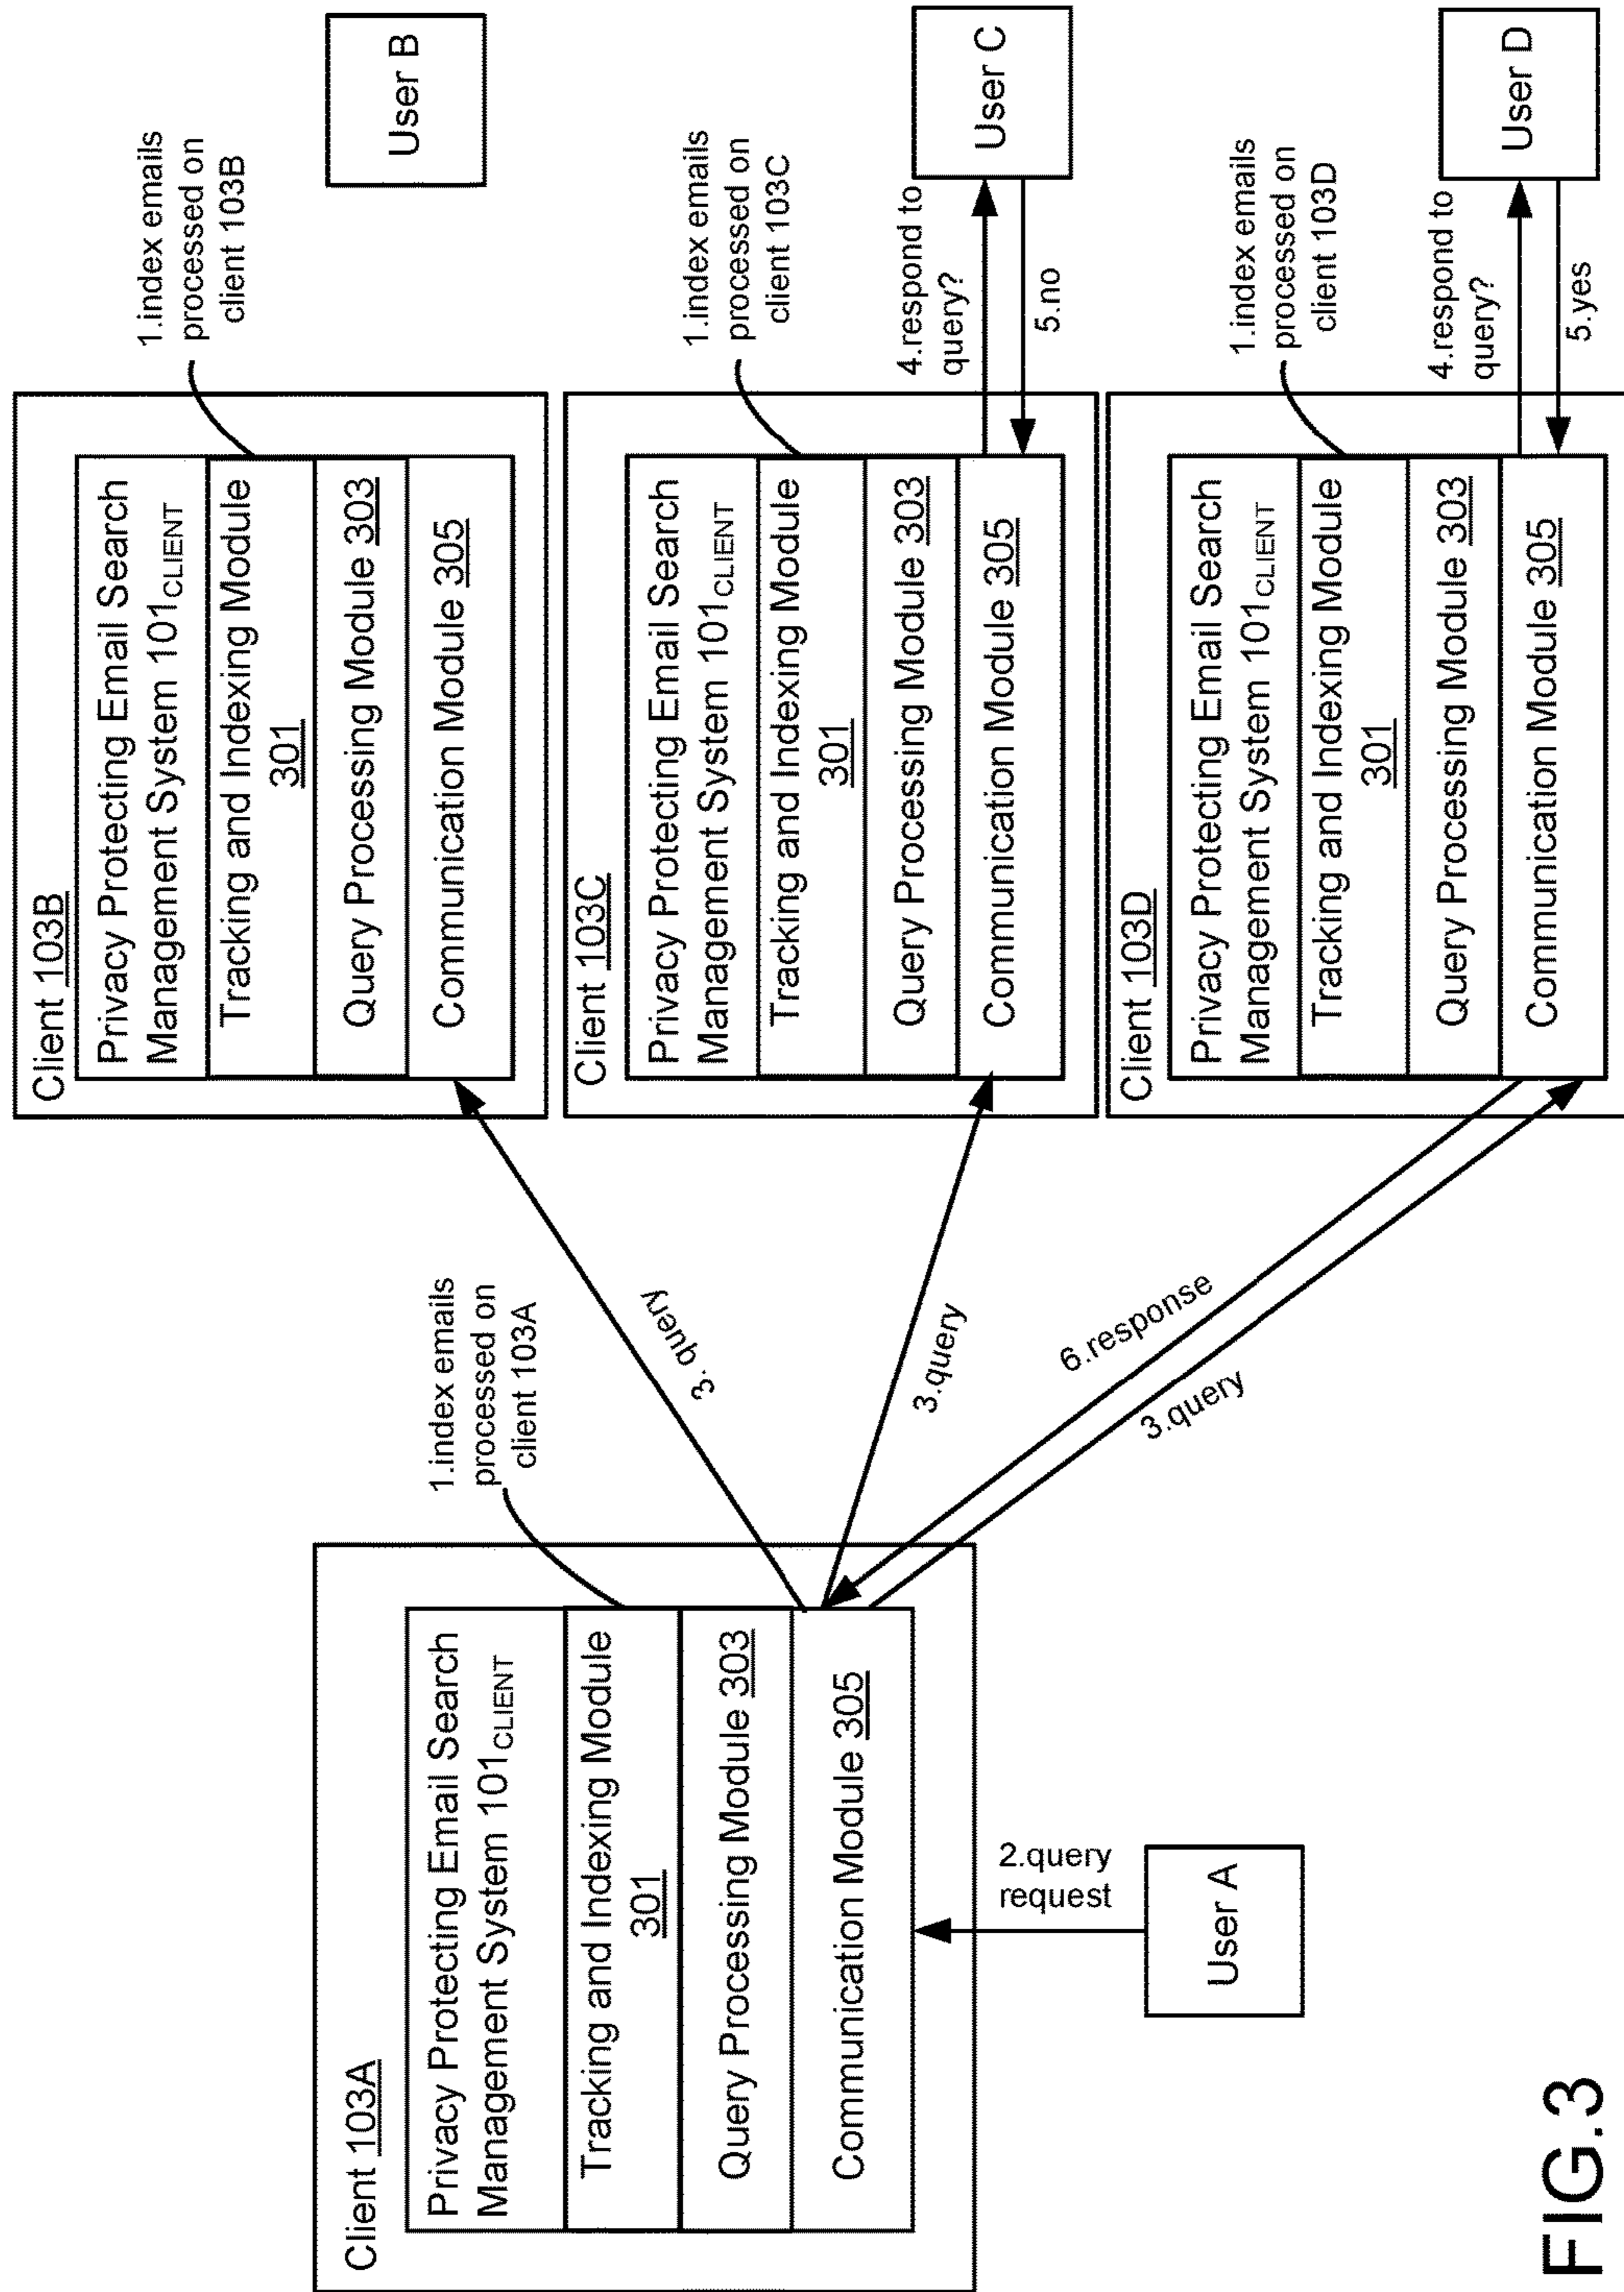 Client 103A
Privacy Protecting Email Search
Management System 101CLIENT
Tracking and Indexing Module
301
Query Processing Module 303
Communication Module 305
1.index emails
processed on
client 103A
2.query
request
User A
3. query
3.query
6.response
3.query
Client 103B
Privacy Protecting Email Search
Management System 101CLIENT
Tracking and Indexing Module
301
Query Processing Module 303
Communication Module 305
1.index emails
processed on
client 103B
User B
Client 103C
Privacy Protecting Email Search
Management System 101CLIENT
Tracking and Indexing Module
301
Query Processing Module 303
Communication Module 305
1.index emails
processed on
client 103C
4.respond to
query?
5.no
User C
Client 103D
Privacy Protecting Email Search
Management System 101CLIENT
Tracking and Indexing Module
301
Query Processing Module 303
Communication Module 305
1.index emails
processed on
client 103D
4.respond to
query?
5.yes
User D
FIG.3